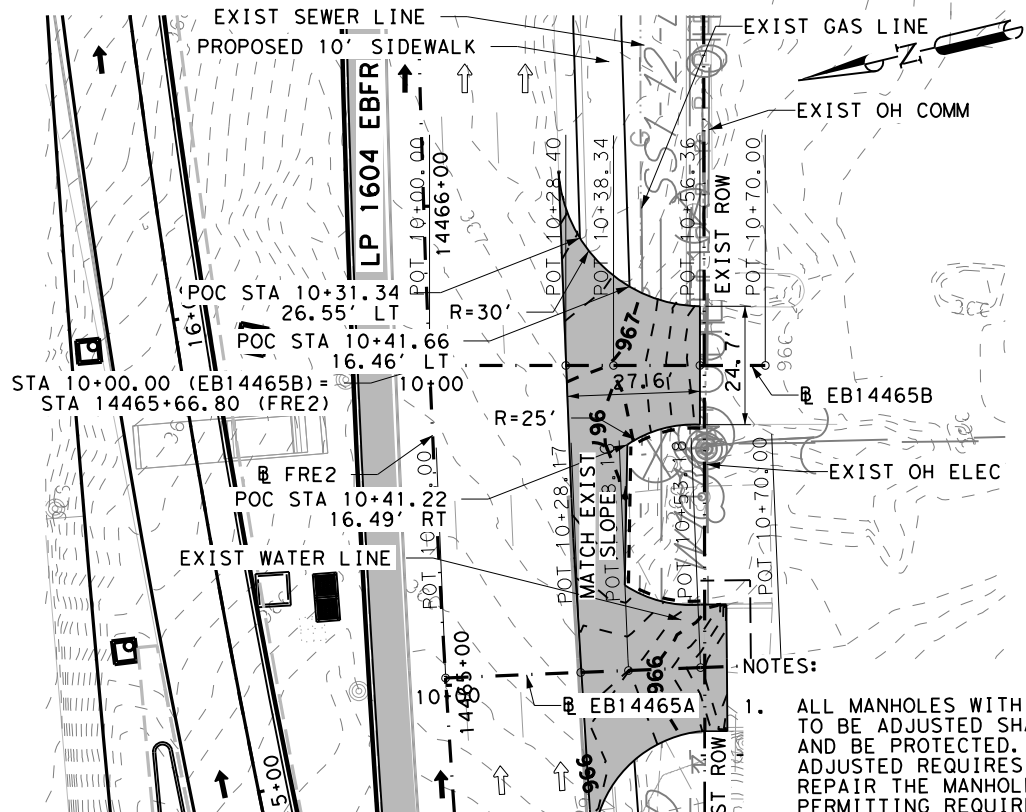 EXIST SEWER LINE
PROPOSED 10' SIDEWALK
EXIST GAS LINE
N
EXIST OH COMM
LP 1604 EBFR
POT 10+00.00
14466+00
POT 10+28.40
POT 10+38.34
POT 10+56.36
EXIST ROW
POT 10+70.00
POC STA 10+31.34
26.55' LT
R=30'
POC STA 10+41.66
16.46' LT
STA 10+00.00 (EB14465B)=
STA 14465+66.80 (FRE2)
10+00
967
27.16'
24.7'
B EB14465B
R=25'
967
B FRE2
EXIST OH ELEC
POC STA 10+41.22
16.49' RT
POT 10+28.17
MATCH EXIST
SLOPE
POT 10+53.18
POT 10+70.00
EXIST WATER LINE
14465+00
10+00
966
B EB14465A
966
NOTES:
1. ALL MANHOLES WITH
TO BE ADJUSTED SHA
AND BE PROTECTED.
ADJUSTED REQUIRES
REPAIR THE MANHOL
PERMITTING REQUIR